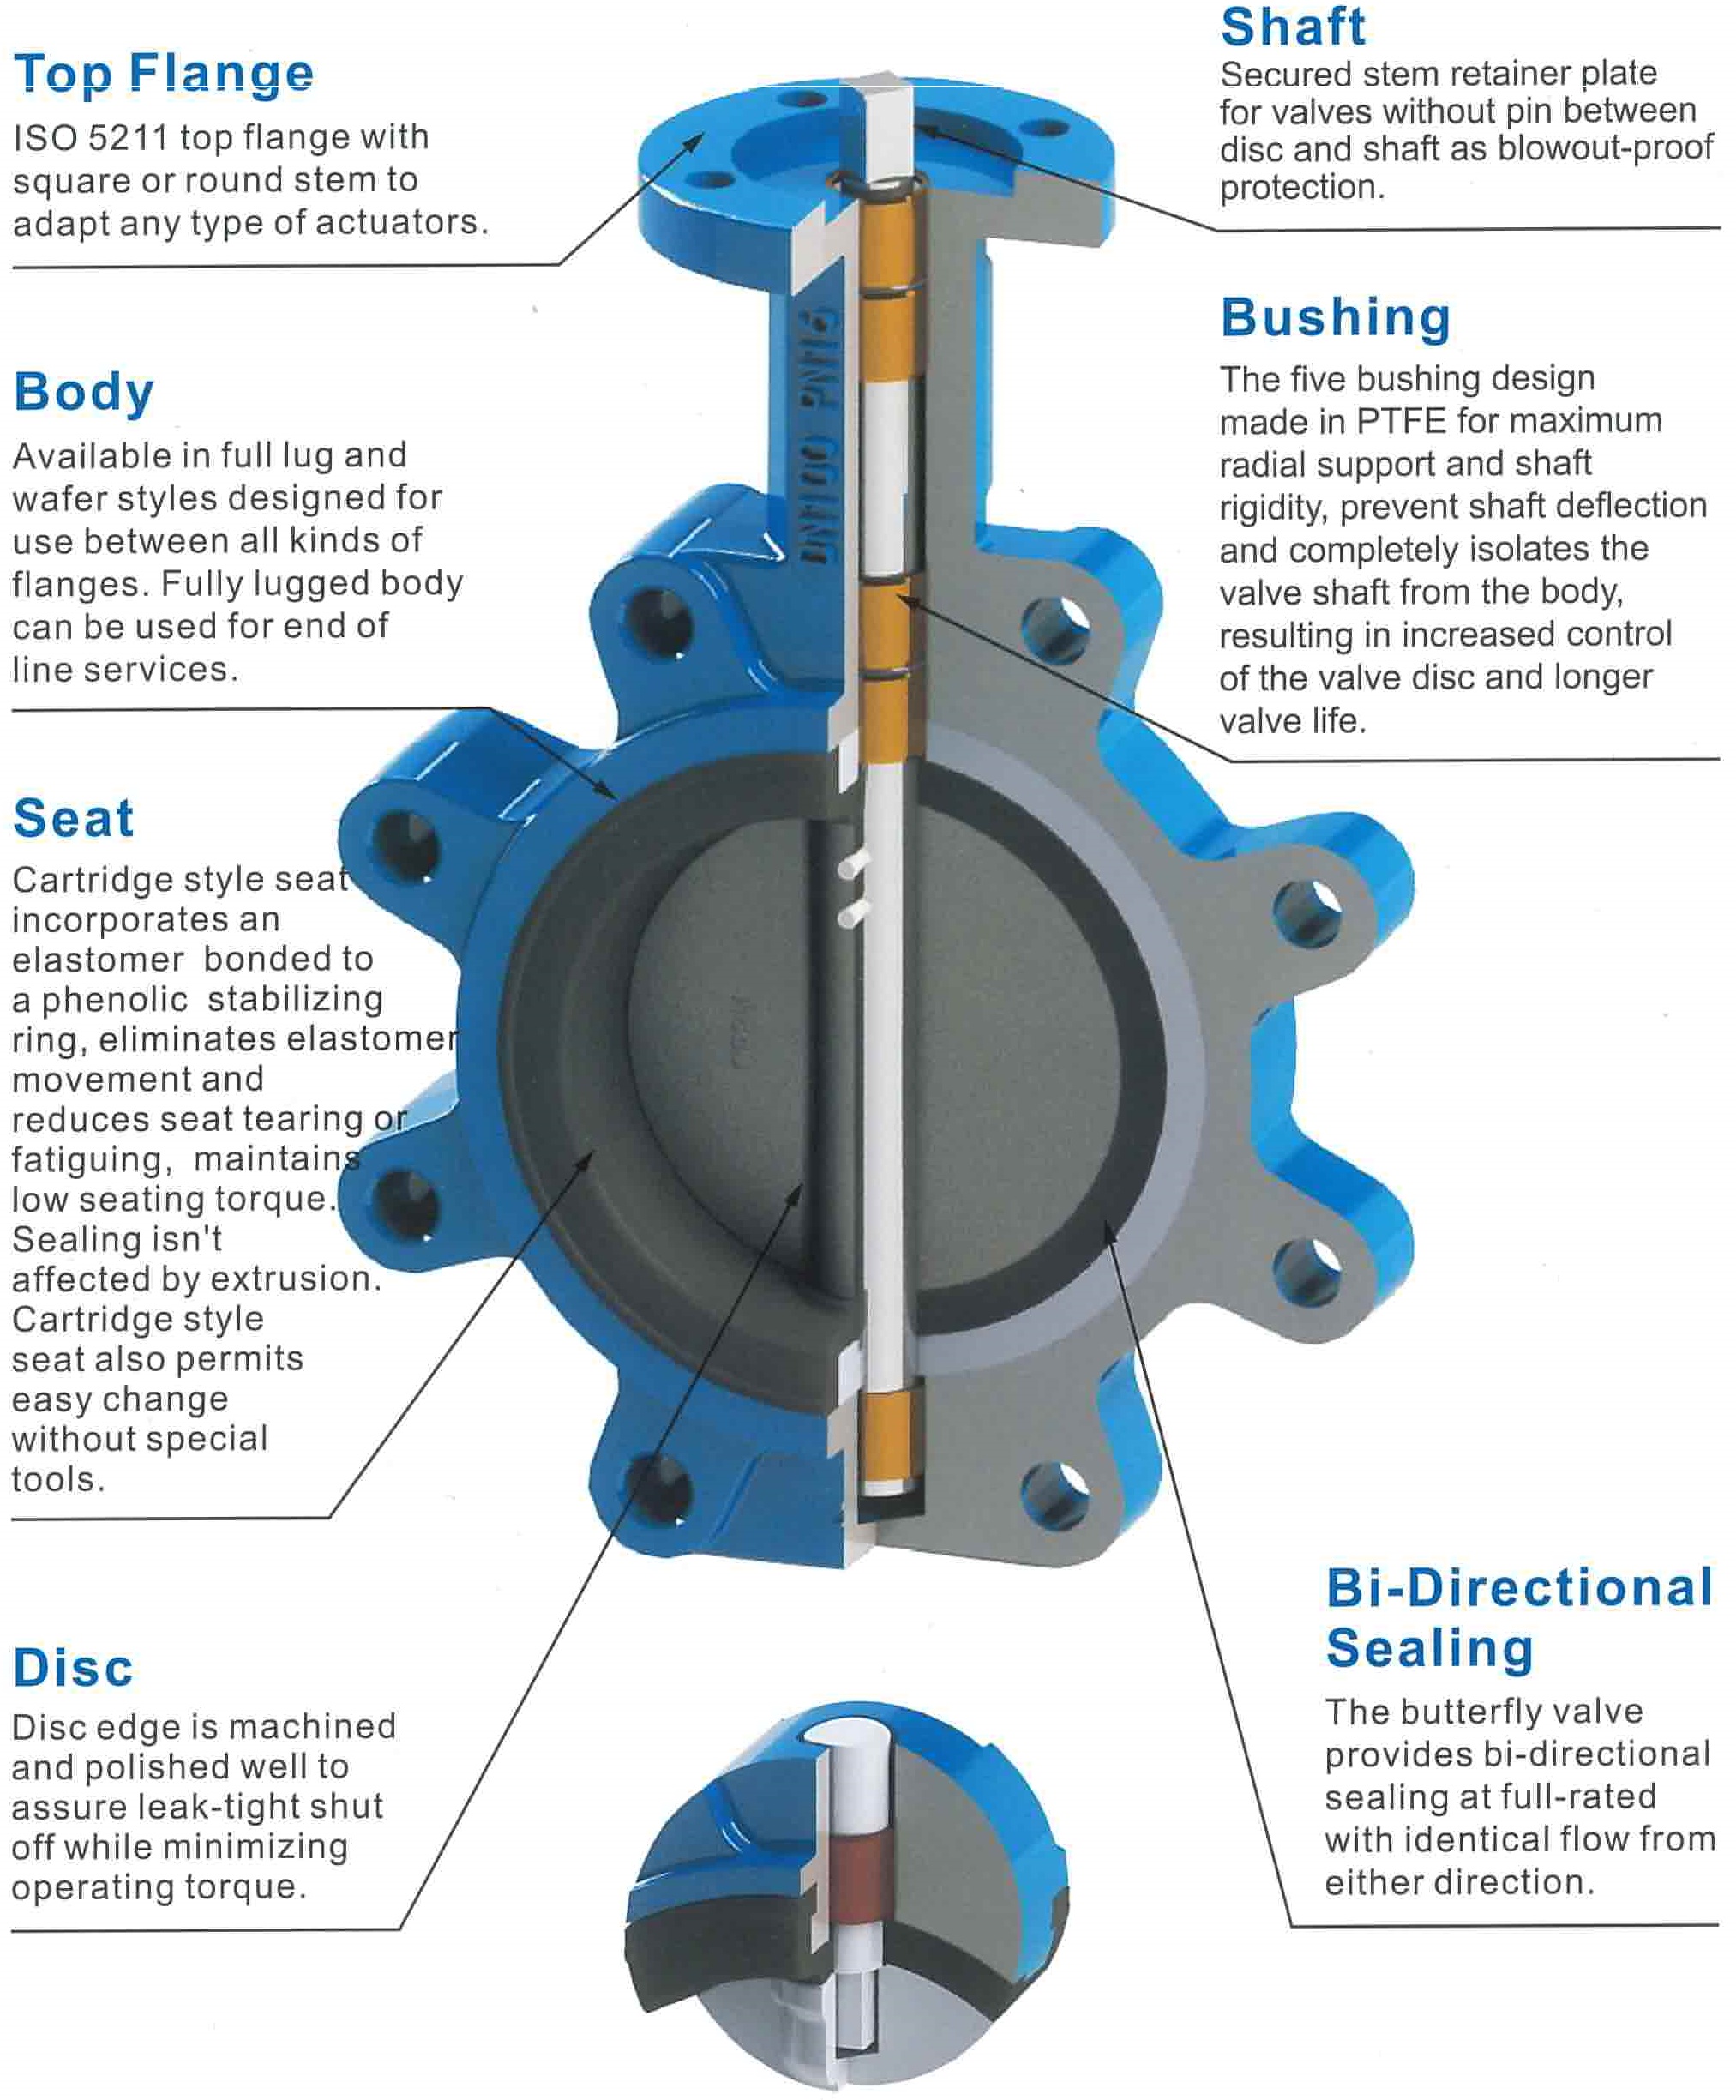 Top Flange
ISO 5211 top flange with
square or round stem to
adapt any type of actuators.
Body
Available in full lug and
wafer styles designed for
use between all kinds of
flanges. Fully lugged body
can be used for end of
line services.
Seat
Cartridge style seat
incorporates an
elastomer bonded to
a phenolic stabilizing
ring, eliminates elastomer
movement and
reduces seat tearing or
fatiguing, maintains
low seating torque.
Sealing isn't
affected by extrusion.
Cartridge style
seat also permits
easy change
without special
tools.
Disc
Disc edge is machined
and polished well to
assure leak-tight shut
off while minimizing
operating torque.
DN100 PN16
Shaft
Secured stem retainer plate
for valves without pin between
disc and shaft as blowout-proof
protection.
Bushing
The five bushing design
made in PTFE for maximum
radial support and shaft
rigidity, prevent shaft deflection
and completely isolates the
valve shaft from the body,
resulting in increased control
of the valve disc and longer
valve life.
Bi-Directional
Sealing
The butterfly valve
provides bi-directional
sealing at full-rated
with identical flow from
either direction.